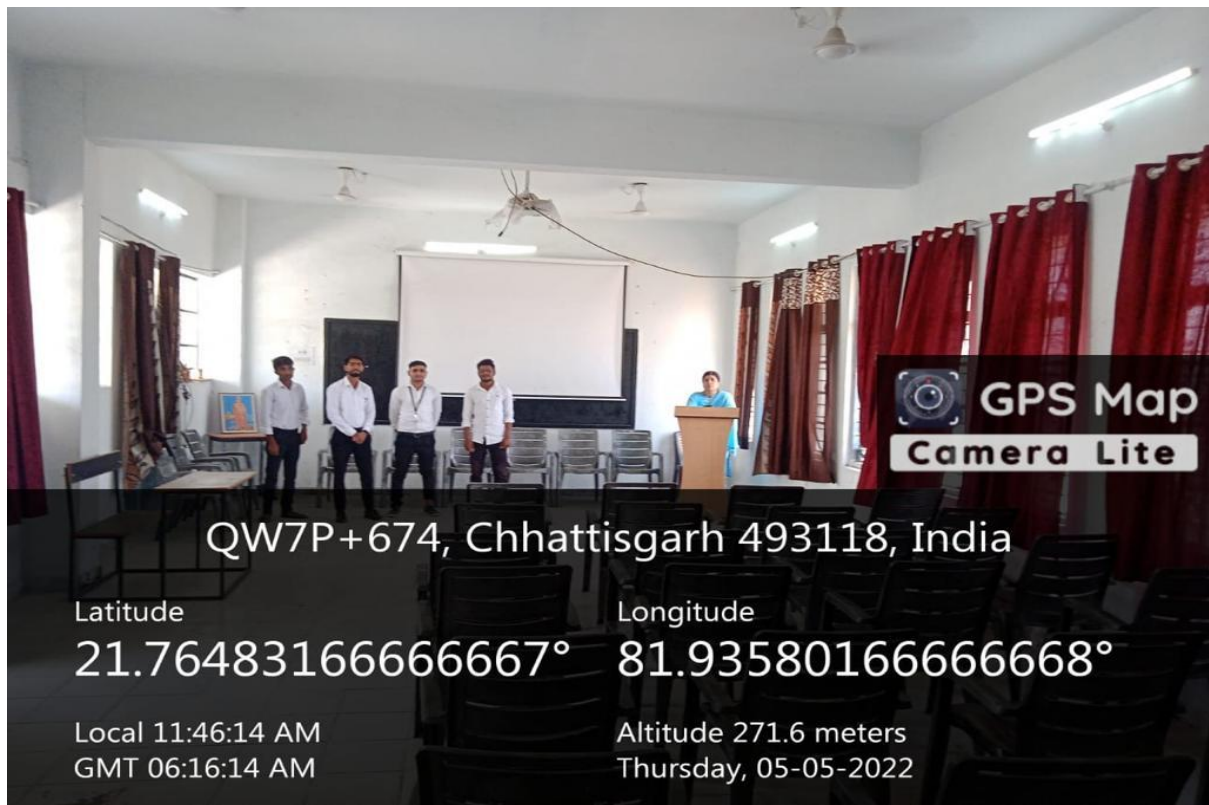 GPS Map
Camera Lite
QW7P+674, Chhattisgarh 493118, India
Latitude
21.76483166666667°
Longitude
81.93580166666668°
Local 11:46:14 AM
GMT 06:16:14 AM
Altitude 271.6 meters
Thursday, 05-05-2022